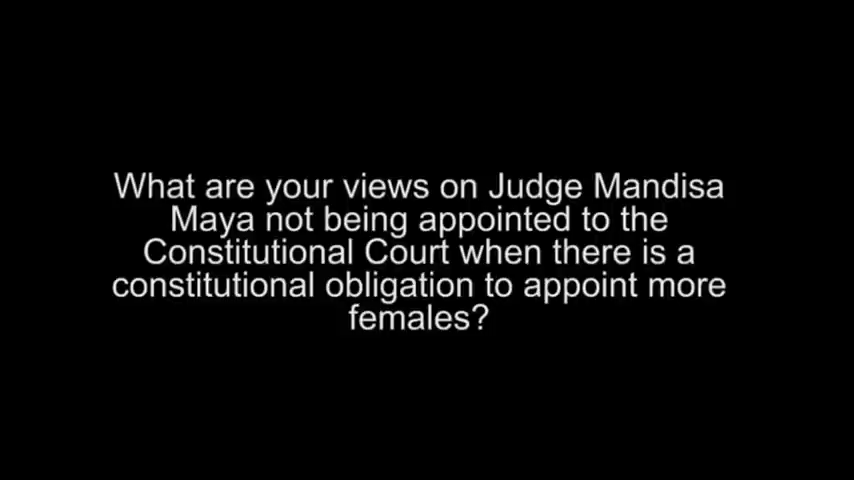 What are your views on Judge Mandisa
Maya not being appointed to the
Constitutional Court when there is a
constitutional obligation to appoint more
females?